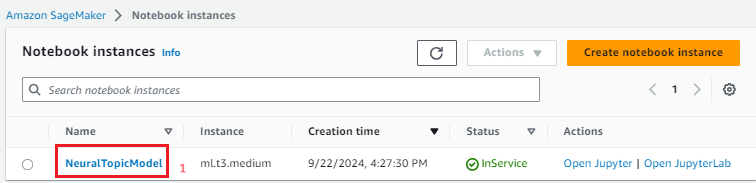 Amazon SageMaker > Notebook instances
Notebook instances Info
Actions
Create notebook instance
Search notebook instances
1
Name Instance Creation time Status Actions
NeuralTopicModel 1 ml.t3.medium 9/22/2024, 4:27:30 PM InService Open Jupyter | Open JupyterLab